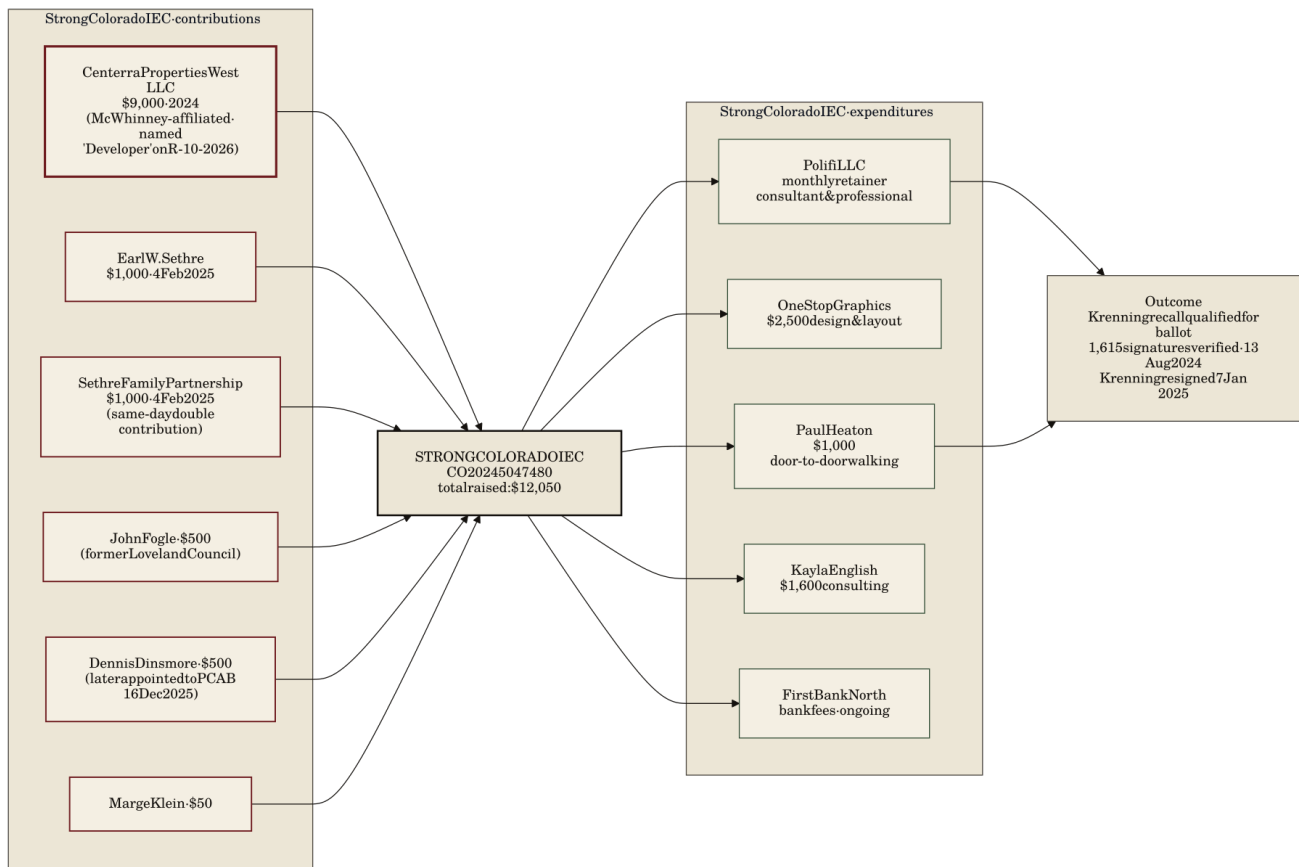 StrongColoradoIEC·contributions
CenterraPropertiesWest
LLC
$9,000·2024
(McWhinney-affiliated·
named
'Developer'onR-10-2026)
EarlW.Sethre
$1,000·4Feb2025
SethreFamilyPartnership
$1,000·4Feb2025
(same-daydouble
contribution)
JohnFogle·$500
(formerLovelandCouncil)
DennisDinsmore·$500
(laterappointedtoPCAB
16Dec2025)
MargeKlein·$50
STRONGCOLORADOIEC
CO20245047480
totalraised:$12,050
StrongColoradoIEC·expenditures
PolifiLLC
monthlyretainer
consultant&professional
OneStopGraphics
$2,500design&layout
PaulHeaton
$1,000
door-to-doorwalking
KaylaEnglish
$1,600consulting
FirstBankNorth
bankfees·ongoing
Outcome
Krenningrecallqualifiedfor
ballot
1,615signaturesverified·13
Aug2024
Krenningresigned7Jan
2025